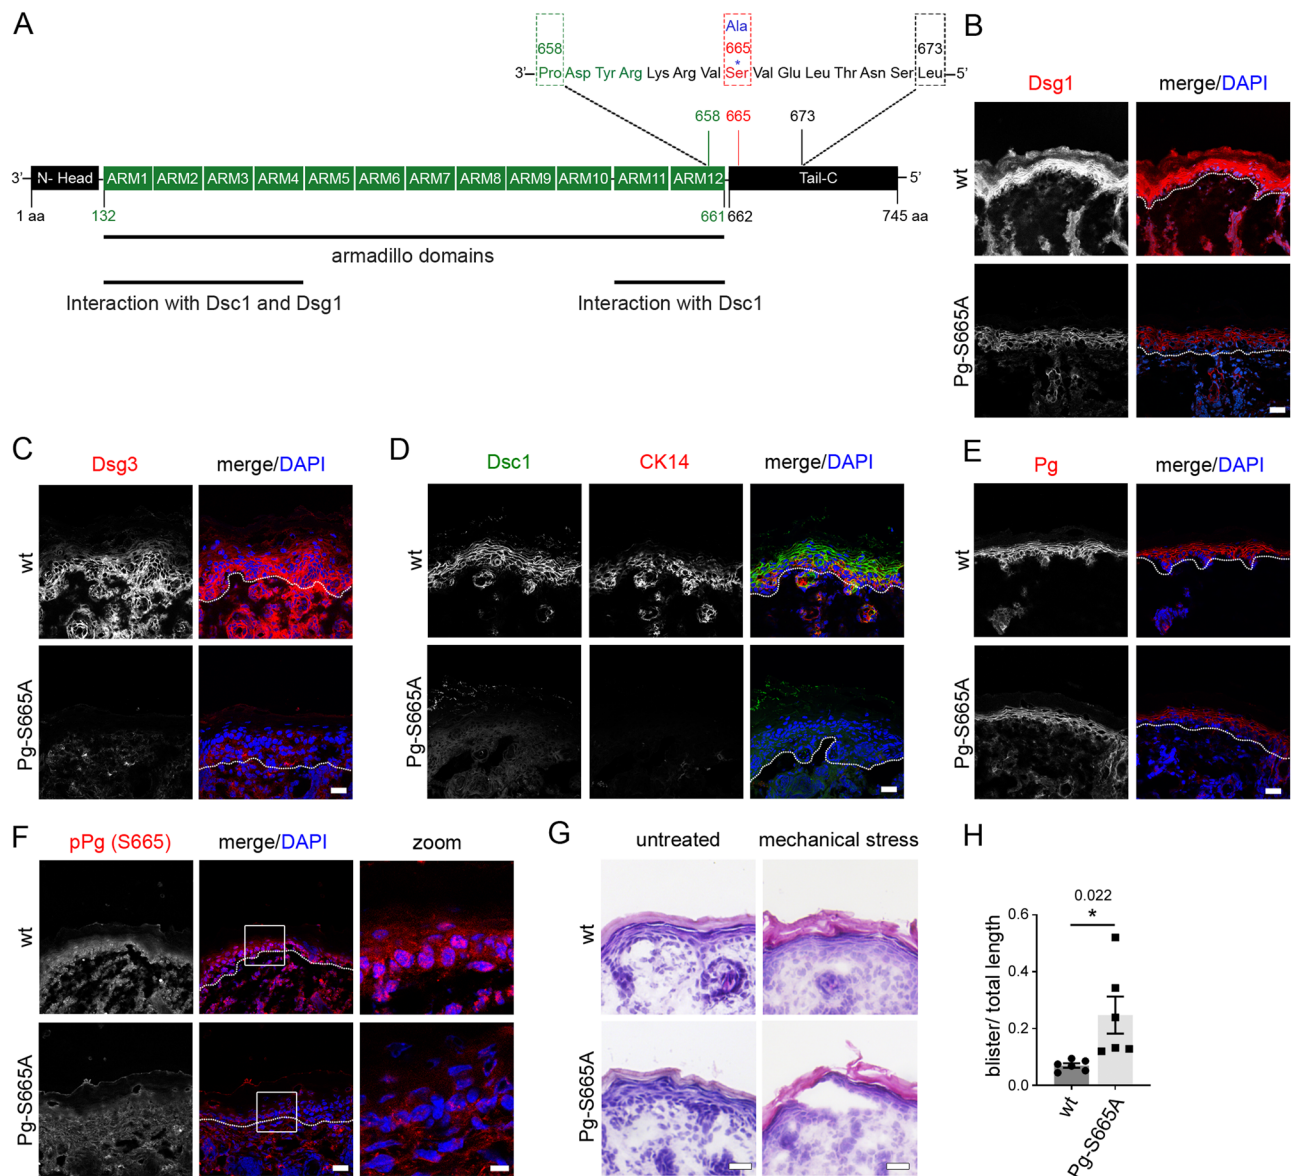 A
Ala
658
665
673
*
3'
Pro Asp Tyr Arg Lys Arg Val Ser Val Glu Leu Thr Asn Ser Leu
5'
658
665
673
3'
N- Head
ARM1
ARM2
ARM3
ARM4
ARM5
ARM6
ARM7
ARM8
ARM9
ARM10
ARM11
ARM12
Tail-C
5'
1 aa
132
661
662
745 aa
armadillo domains
Interaction with Dsc1 and Dsg1
Interaction with Dsc1
B
Dsg1
merge/DAPI
wt
Pg-S665A
C
Dsg3
merge/DAPI
wt
Pg-S665A
D
Dsc1
CK14
merge/DAPI
wt
Pg-S665A
E
Pg
merge/DAPI
wt
Pg-S665A
F
pPg (S665)
merge/DAPI
zoom
wt
Pg-S665A
G
untreated
mechanical stress
wt
Pg-S665A
H
0.022
*
blister/ total length
0.6
0.4
0.2
0.0
wt
Pg-S665A